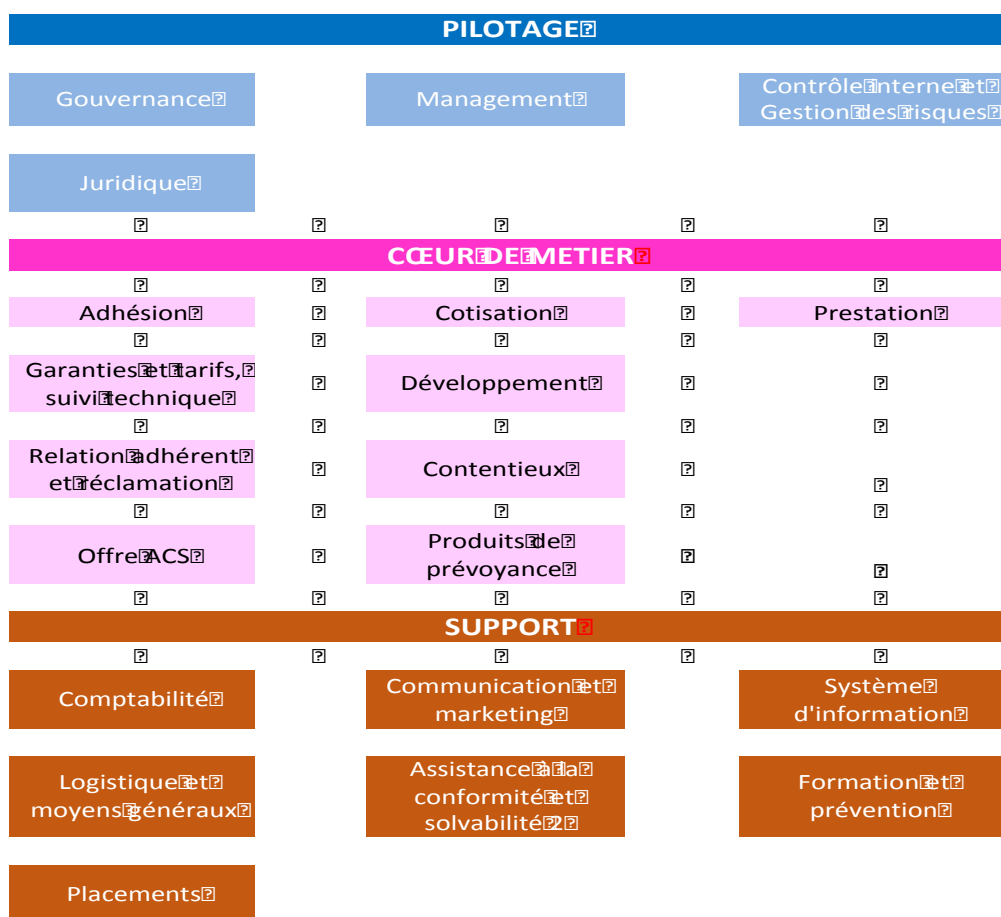 PILOTAGE
Gouvernance
Management
Contrôle interne et
Gestion des risques
Juridique
CŒUR DE METIER
Adhésion
Cotisation
Prestation
Garanties et tarifs,
suivi technique
Développement
Relation adhérent
et réclamation
Contentieux
Offre ACS
Produits de
prévoyance
SUPPORT
Comptabilité
Communication et
marketing
Système
d'information
Logistique et
moyens généraux
Assistance à la
conformité et
solvabilité 2
Formation et
prévention
Placements